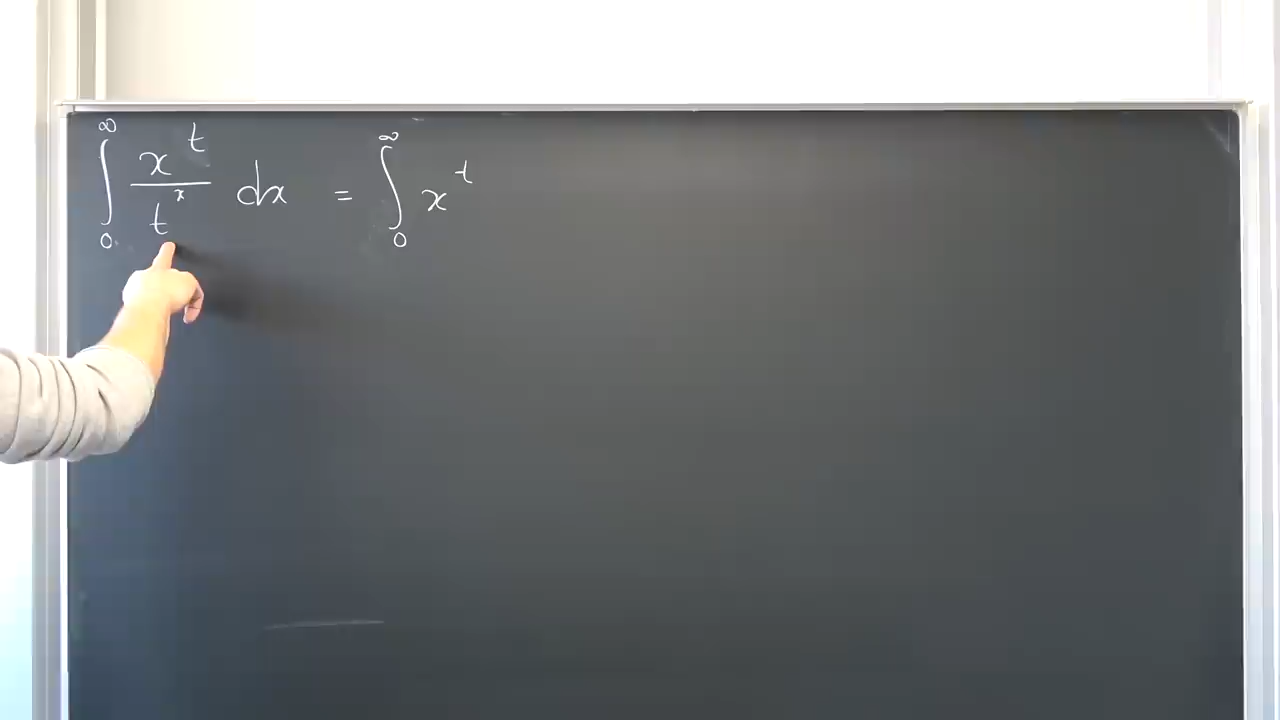 ∫₀^∞ x^t / t^x dx = ∫₀^∞ x^t